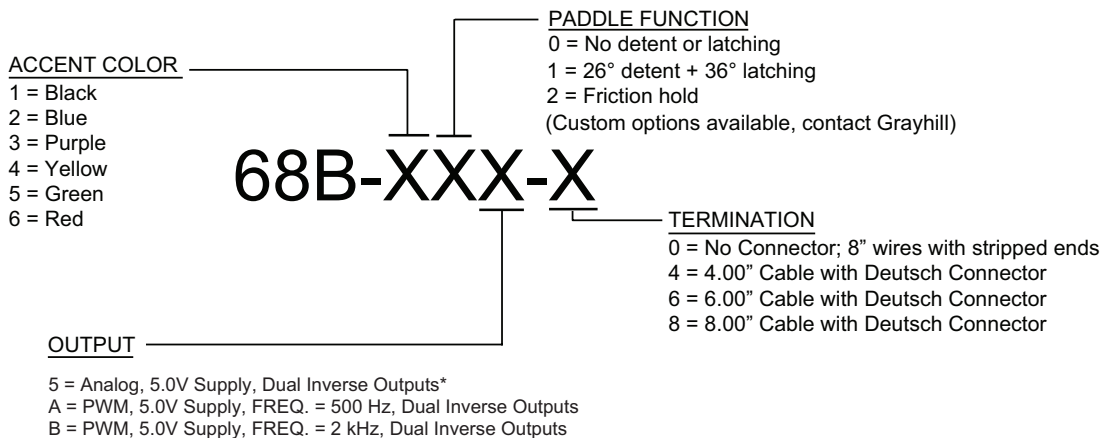 PADDLE FUNCTION
0 = No detent or latching
1 = 26° detent + 36° latching
2 = Friction hold
(Custom options available, contact Grayhill)
ACCENT COLOR
1 = Black
2 = Blue
3 = Purple
4 = Yellow
5 = Green
6 = Red
68B-XXX-X
TERMINATION
0 = No Connector; 8” wires with stripped ends
4 = 4.00” Cable with Deutsch Connector
6 = 6.00” Cable with Deutsch Connector
8 = 8.00” Cable with Deutsch Connector
OUTPUT
5 = Analog, 5.0V Supply, Dual Inverse Outputs*
A = PWM, 5.0V Supply, FREQ. = 500 Hz, Dual Inverse Outputs
B = PWM, 5.0V Supply, FREQ. = 2 kHz, Dual Inverse Outputs